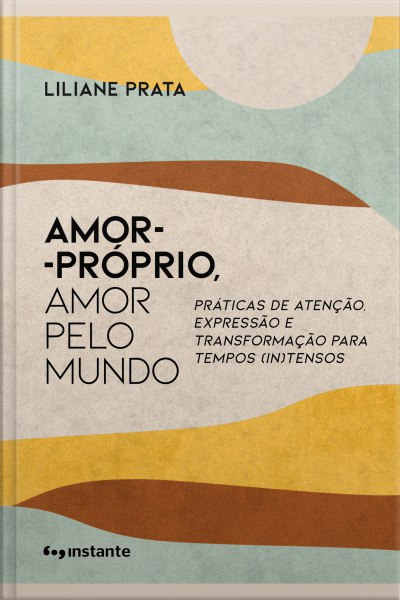 LILIANE PRATA
AMOR-
-PRÓPRIO,
AMOR
PELO
MUNDO
PRÁTICAS DE ATENÇÃO,
EXPRESSÃO E
TRANSFORMAÇÃO PARA
TEMPOS (IN)TENSOS
instante